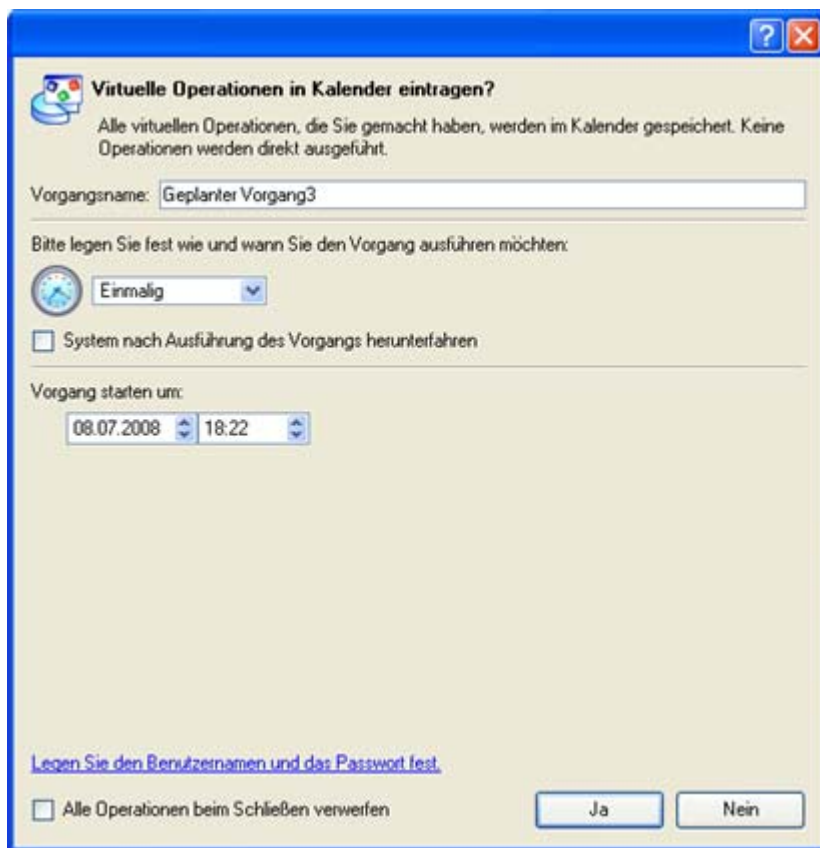 Virtuelle Operationen in Kalender eintragen?
Alle virtuellen Operationen, die Sie gemacht haben, werden im Kalender gespeichert. Keine
Operationen werden direkt ausgeführt.
Vorgangsname: Geplanter Vorgang3
Bitte legen Sie fest wie und wann Sie den Vorgang ausführen möchten:
Einmalig
System nach Ausführung des Vorgangs herunterfahren
Vorgang starten um:
08.07.2008 18:22
Legen Sie den Benutzernamen und das Passwort fest.
Alle Operationen beim Schließen verwerfen Ja Nein